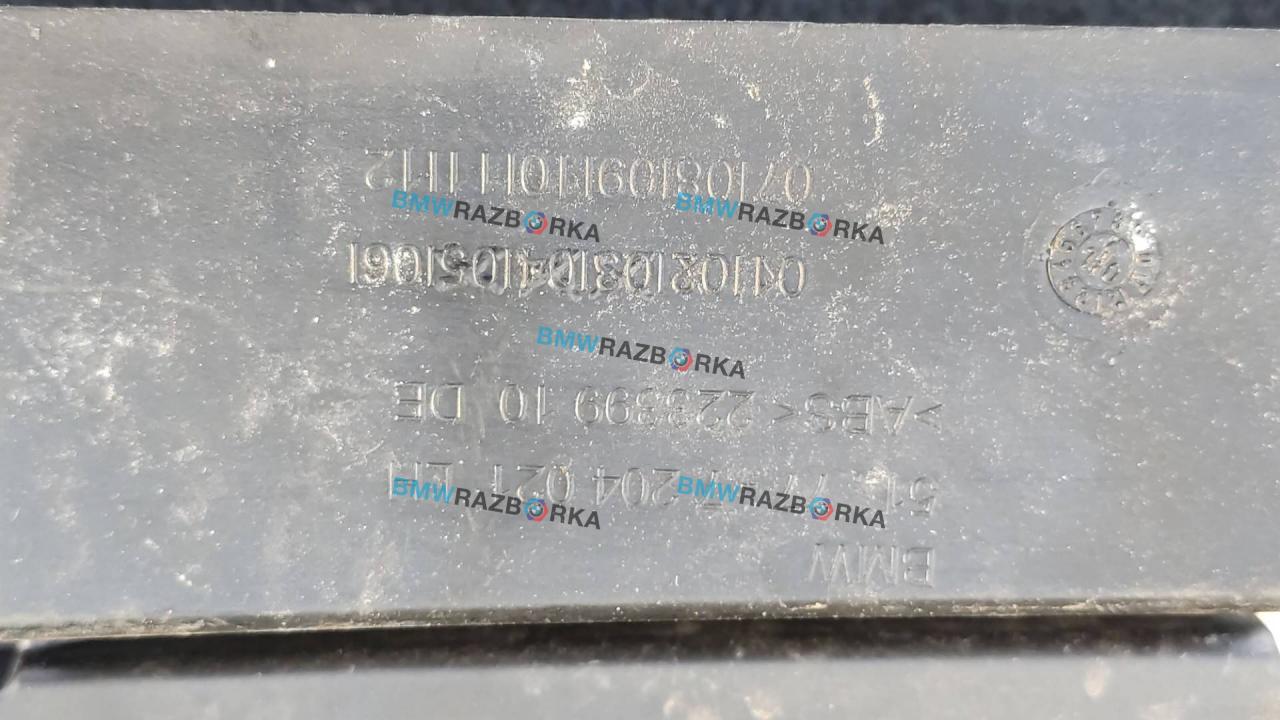 BMW
51 77 7 204 021 LH
>ABS< 223399 10 DE
01|02|03|04|05|06|
07|08|09|10|11|12
BMWRAZBORKA
BMWRAZBORKA
BMWRAZBORKA
BMWRAZBORKA
BMWRAZBORKA